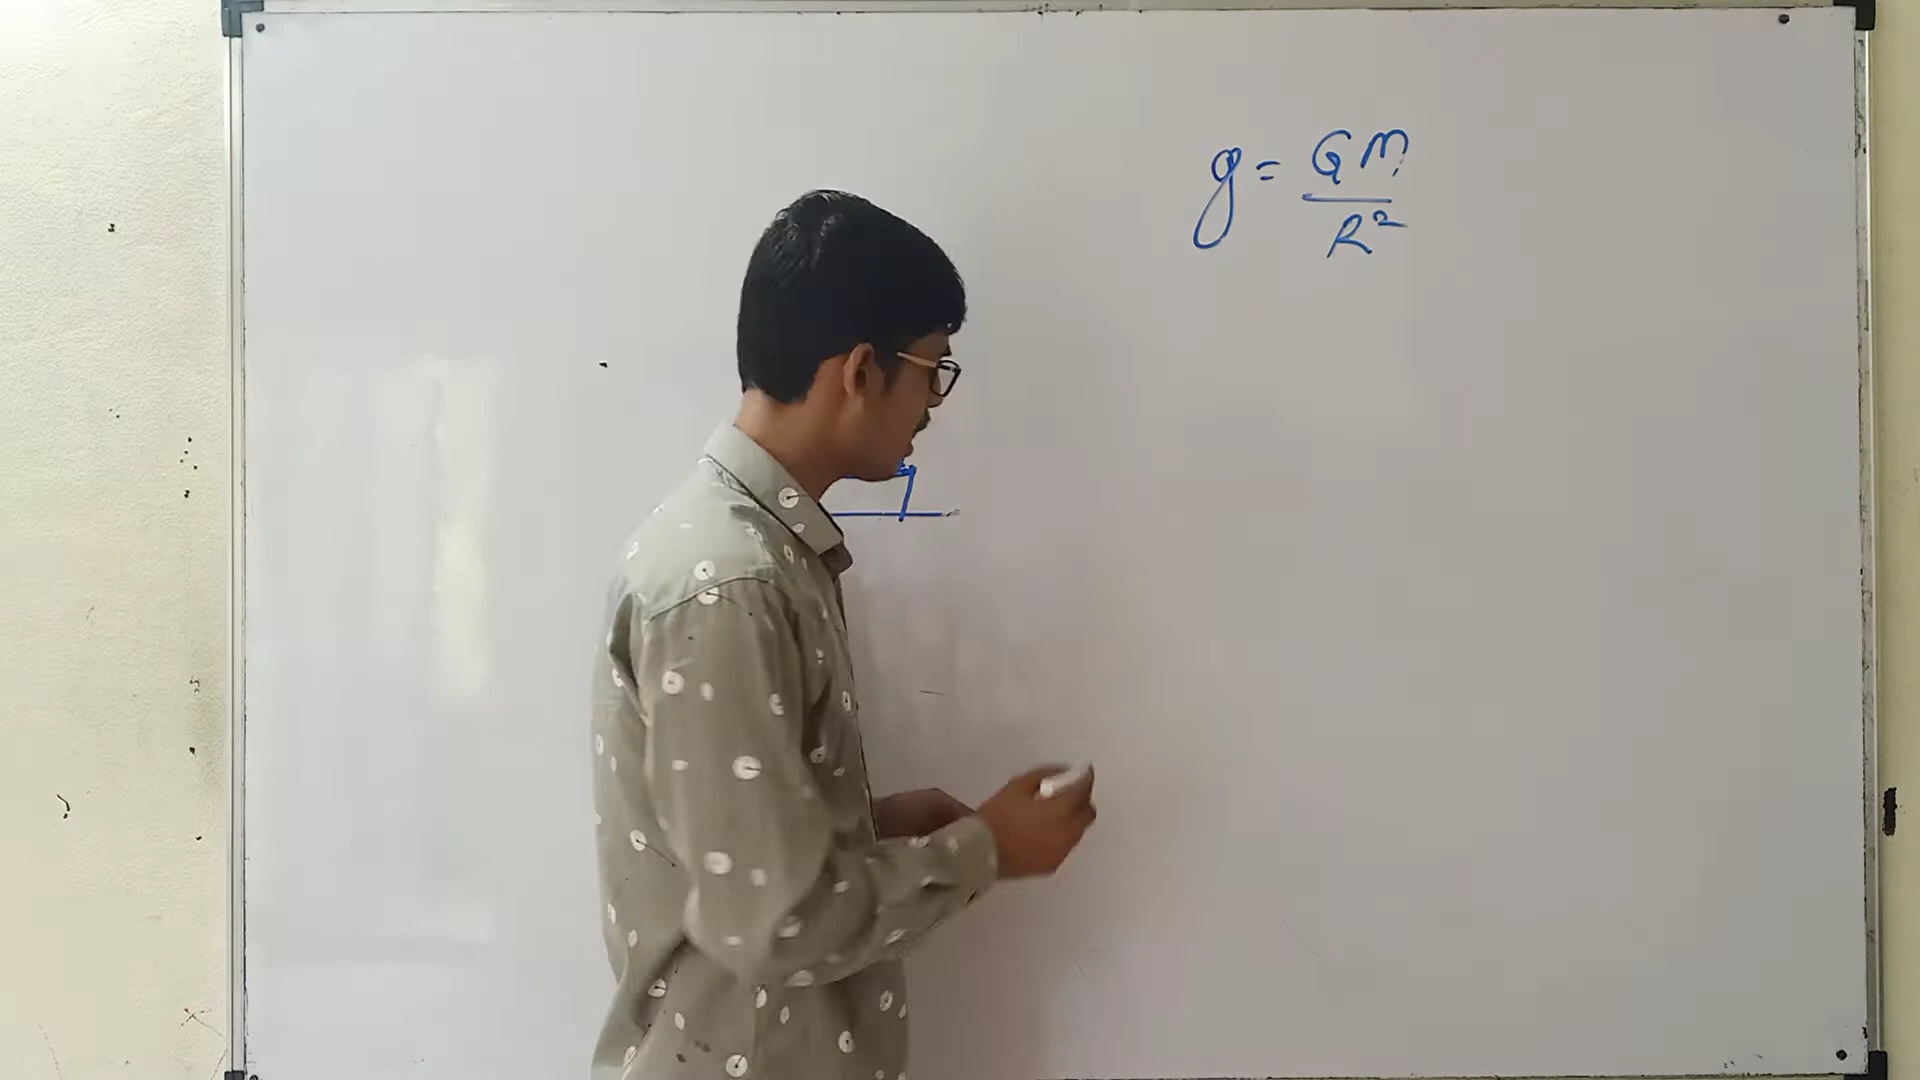 g = GM / R²